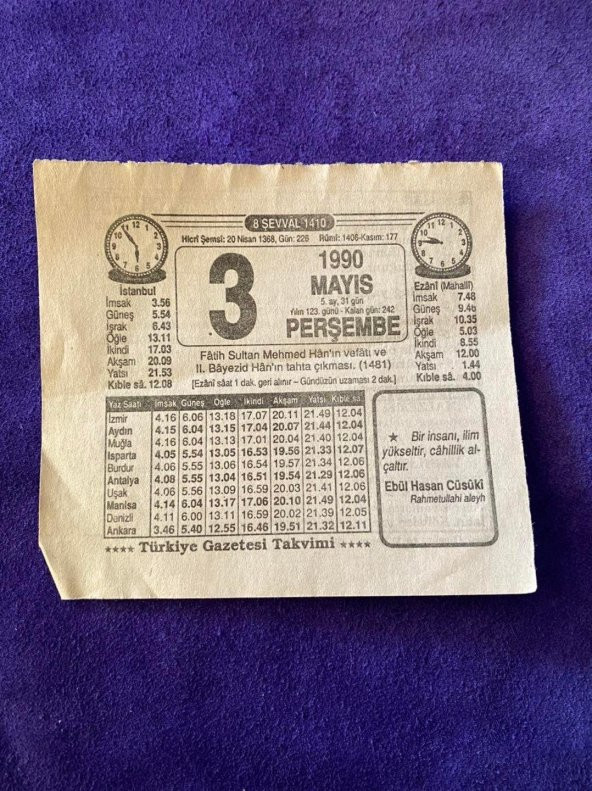 8 ŞEVVAL 1410
Hicrî Şemsî: 20 Nisan 1368, Gün: 226 Rûmî: 1406-Kasım: 177
3
1990
MAYIS
5. ay, 31 gün
Yılın 123. günü - Kalan gün: 242
PERŞEMBE
İstanbul
İmsak 3.56
Güneş 5.54
İşrak 6.43
Öğle 13.11
İkindi 17.03
Akşam 20.09
Yatsı 21.53
Kıble sâ. 12.08
Ezânî (Mahallî)
İmsak 7.48
Güneş 9.46
İşrak 10.35
Öğle 5.03
İkindi 8.55
Akşam 12.00
Yatsı 1.44
Kıble sâ. 4.00
Fâtih Sultan Mehmed Hân'ın vefâtı ve
II. Bâyezid Hân'ın tahta çıkması. (1481)
[Ezânî sâat 1 dak. geri alınır – Gündüzün uzaması 2 dak.]
Yaz Saati İmsak Güneş Öğle İkindi Akşam Yatsı Kıble sa.
İzmir 4.16 6.06 13.18 17.07 20.11 21.49 12.04
Aydın 4.15 6.04 13.15 17.04 20.07 21.44 12.04
Muğla 4.16 6.04 13.13 17.01 20.04 21.40 12.04
Isparta 4.05 5.54 13.05 16.53 19.56 21.33 12.07
Burdur 4.06 5.55 13.06 16.54 19.57 21.34 12.06
Antalya 4.08 5.55 13.04 16.51 19.54 21.29 12.06
Uşak 4.06 5.56 13.09 16.59 20.03 21.41 12.06
Manisa 4.14 6.04 13.17 17.06 20.10 21.49 12.04
Denizli 4.11 6.00 13.11 16.59 20.02 21.39 12.05
Ankara 3.46 5.40 12.55 16.46 19.51 21.32 12.11
★ Bir insanı, ilim
yükseltir, câhillik al-
çaltır.
Ebül Hasan Cüsûkî
Rahmetullahi aleyh
★★★★ Türkiye Gazetesi Takvimi ★★★★